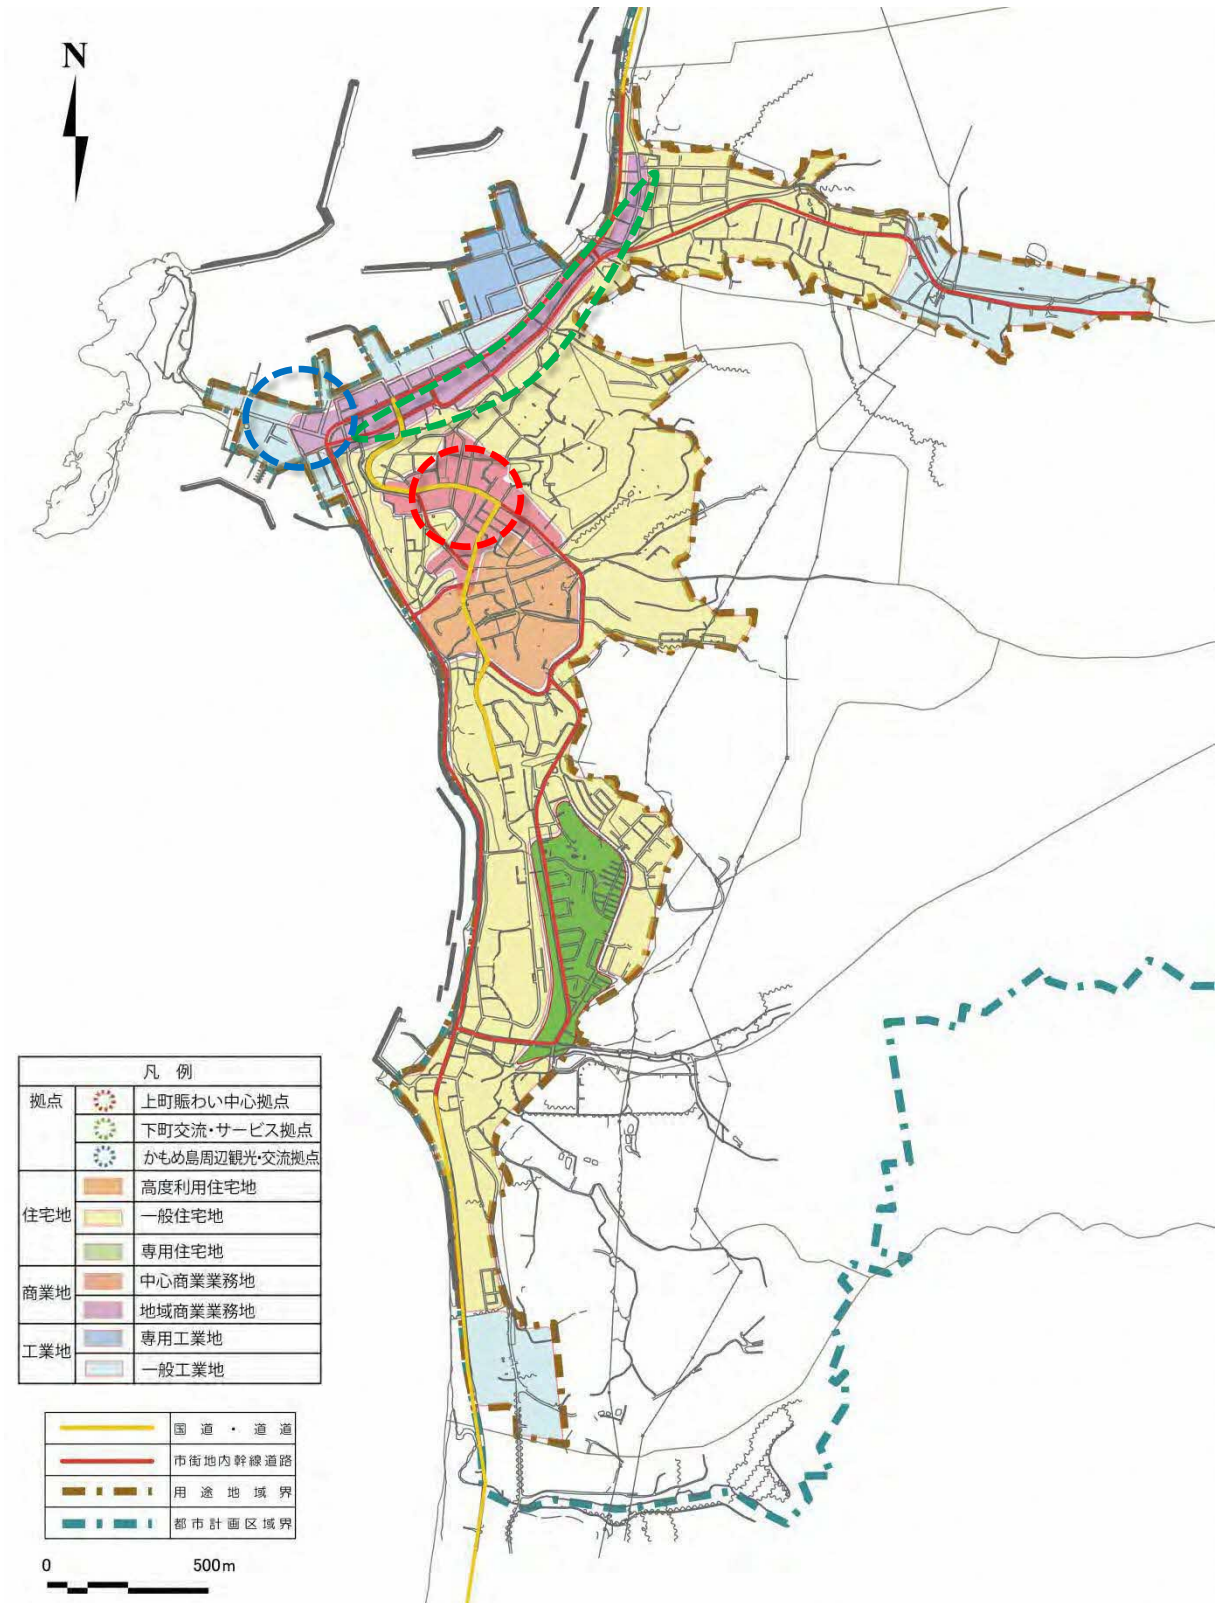 N
凡 例
拠点
上町賑わい中心拠点
下町交流・サービス拠点
かもめ島周辺観光・交流拠点
住宅地
高度利用住宅地
一般住宅地
専用住宅地
商業地
中心商業業務地
地域商業業務地
工業地
専用工業地
一般工業地
国道・道道
市街地内幹線道路
用途地域界
都市計画区域界
0 500m